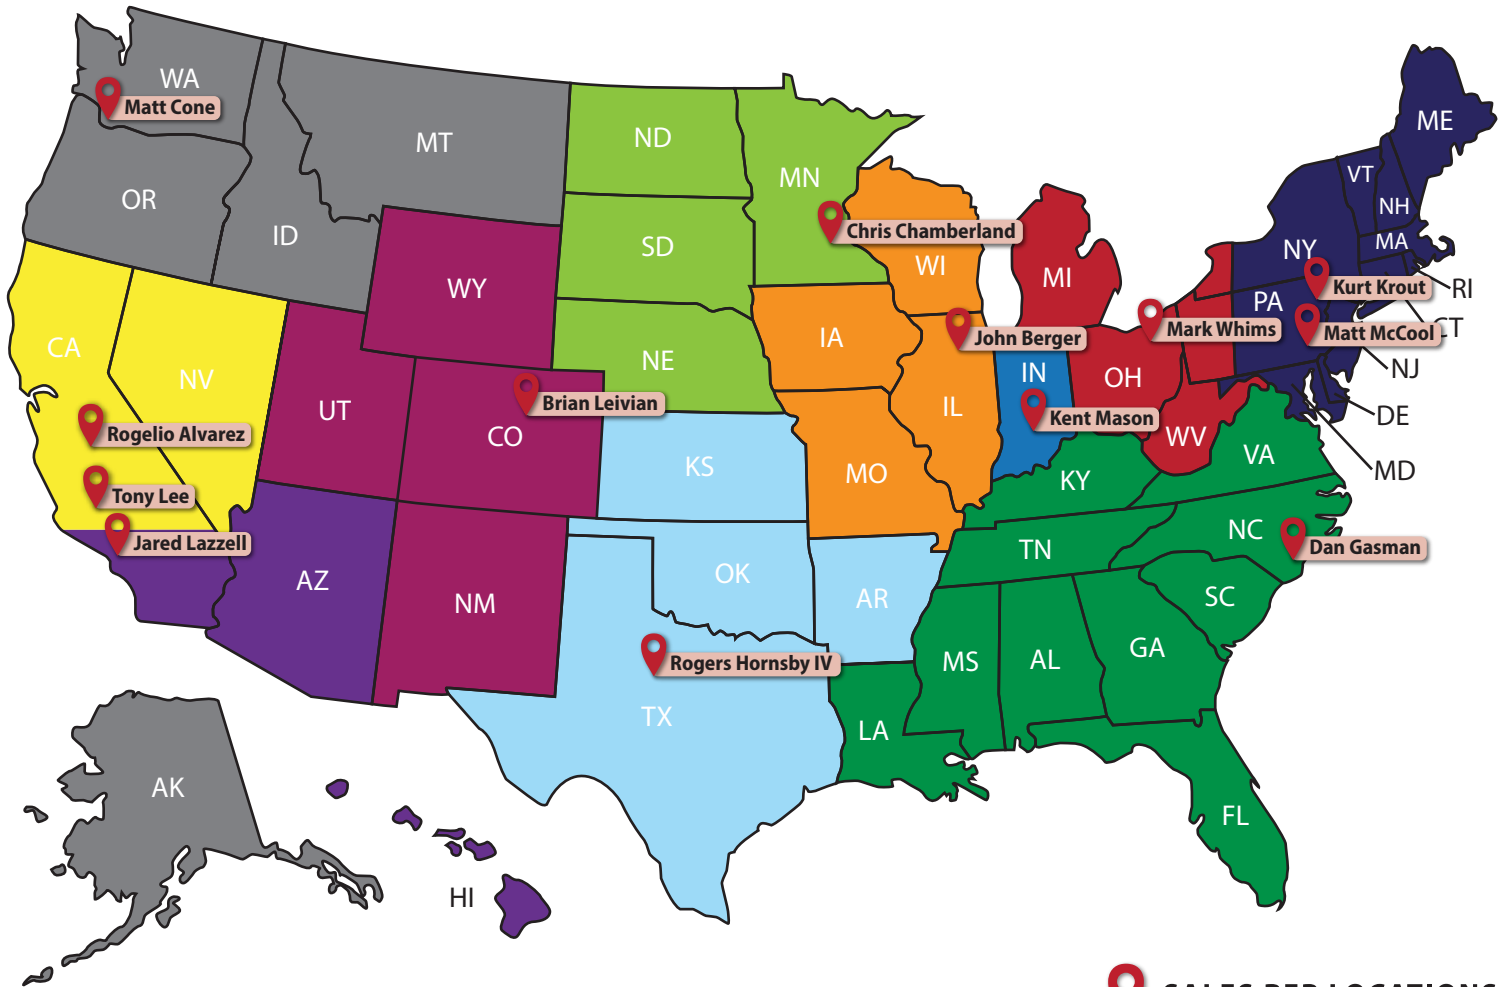 WA
Matt Cone
MT
ND
MN
OR
ID
SD
WY
Chris Chamberland
WI
MI
ME
VT
NH
NY
MA
Kurt Krout
RI
PA
CT
CA
NV
NE
IA
John Berger
Mark Whims
Matt McCool
NJ
UT
CO
Brian Leivian
IL
IN
OH
Kent Mason
DE
Rogelio Alvarez
KS
MO
KY
WV
VA
MD
Tony Lee
Jared Lazzell
AZ
NM
OK
AR
TN
NC
Dan Gasman
SC
Rogers Hornsby IV
TX
LA
MS
AL
GA
FL
AK
HI
SALES REP LOCATIONS